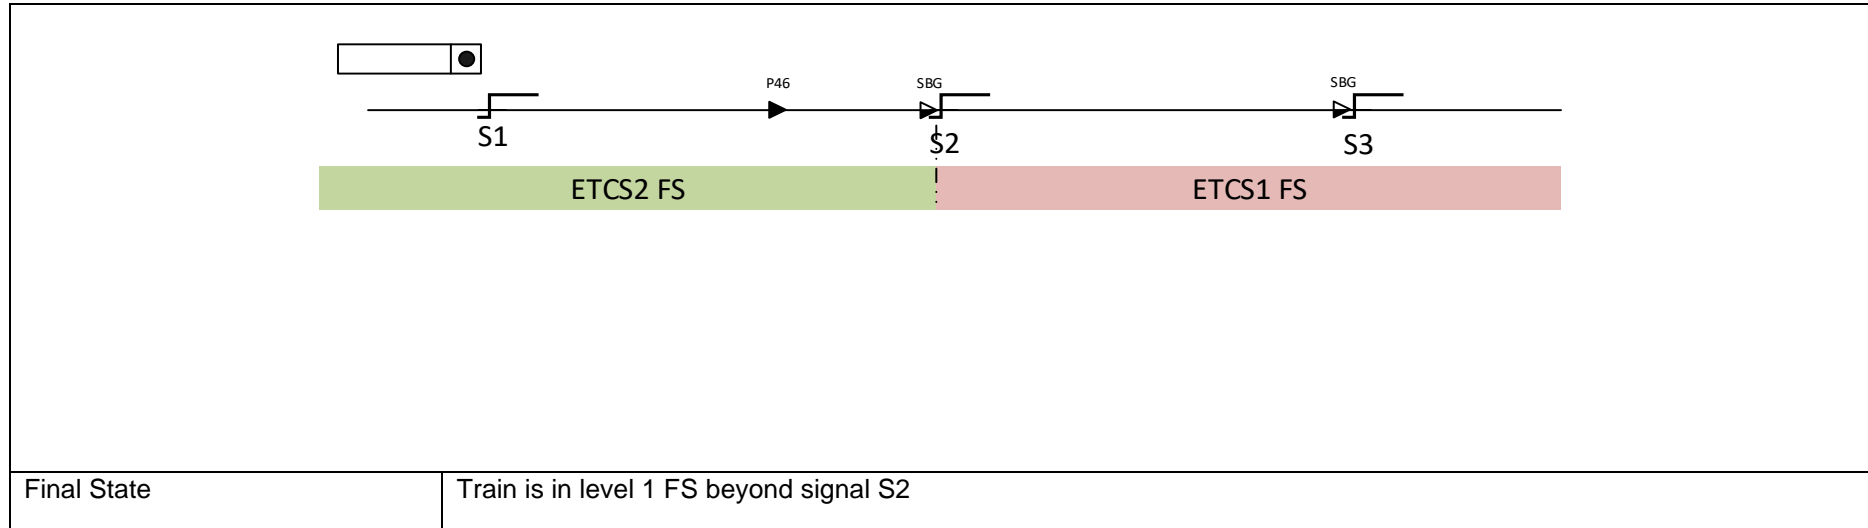 P46 SBG SBG
S1 S2 S3
ETCS2 FS ETCS1 FS
Final State Train is in level 1 FS beyond signal S2